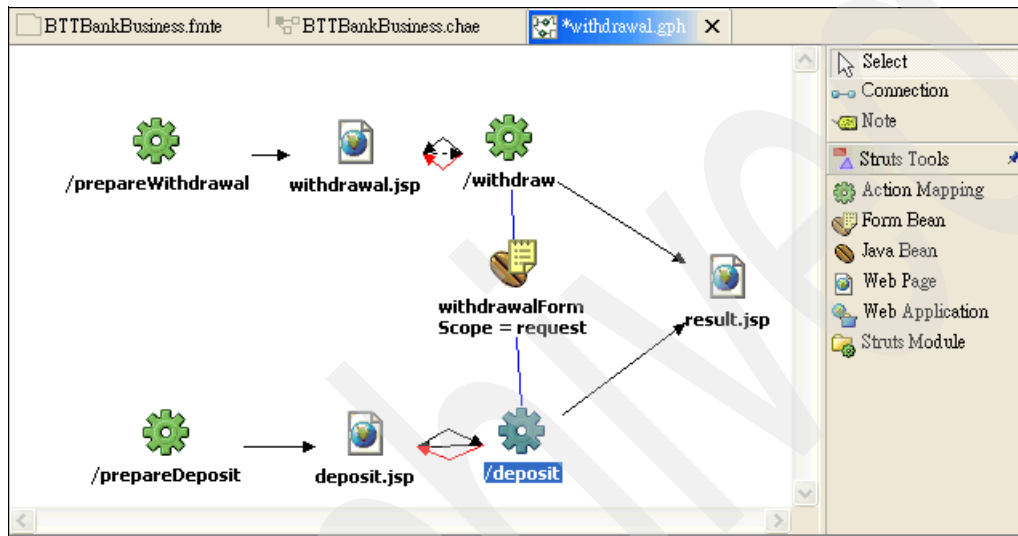 BTTBankBusiness.fmte
BTTBankBusiness.chae
*withdrawal.gph
/prepareWithdrawal
withdrawal.jsp
/withdraw
withdrawalForm
Scope = request
result.jsp
/prepareDeposit
deposit.jsp
/deposit
Select
Connection
Note
Struts Tools
Action Mapping
Form Bean
Java Bean
Web Page
Web Application
Struts Module